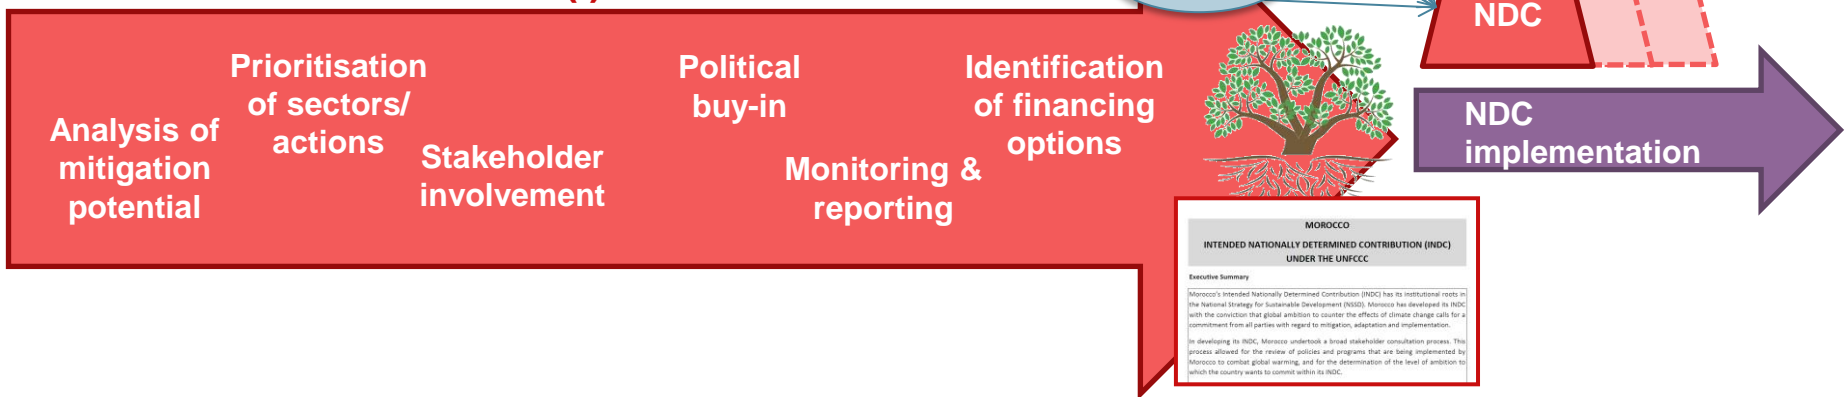 NDC
Prioritisation
of sectors/
actions
Political
buy-in
Identification
of financing
options
Analysis of
mitigation
potential
Stakeholder
involvement
Monitoring &
reporting
NDC
implementation
MOROCCO
INTENDED NATIONALLY DETERMINED CONTRIBUTION (INDC)
UNDER THE UNFCCC
Executive Summary
Morocco's Intended Nationally Determined Contribution (INDC) has its institutional roots in
the National Strategy for Sustainable Development (NSSD). Morocco has developed its INDC
with the conviction that global ambition to counter the effects of climate change calls for a
commitment from all parties with regard to mitigation, adaptation and implementation.
In developing its INDC, Morocco undertook a broad stakeholder consultation process. This
process allowed for the review of policies and programs that are being implemented by
Morocco to combat global warming, and for the determination of the level of ambition to
which the country wants to commit within its INDC.